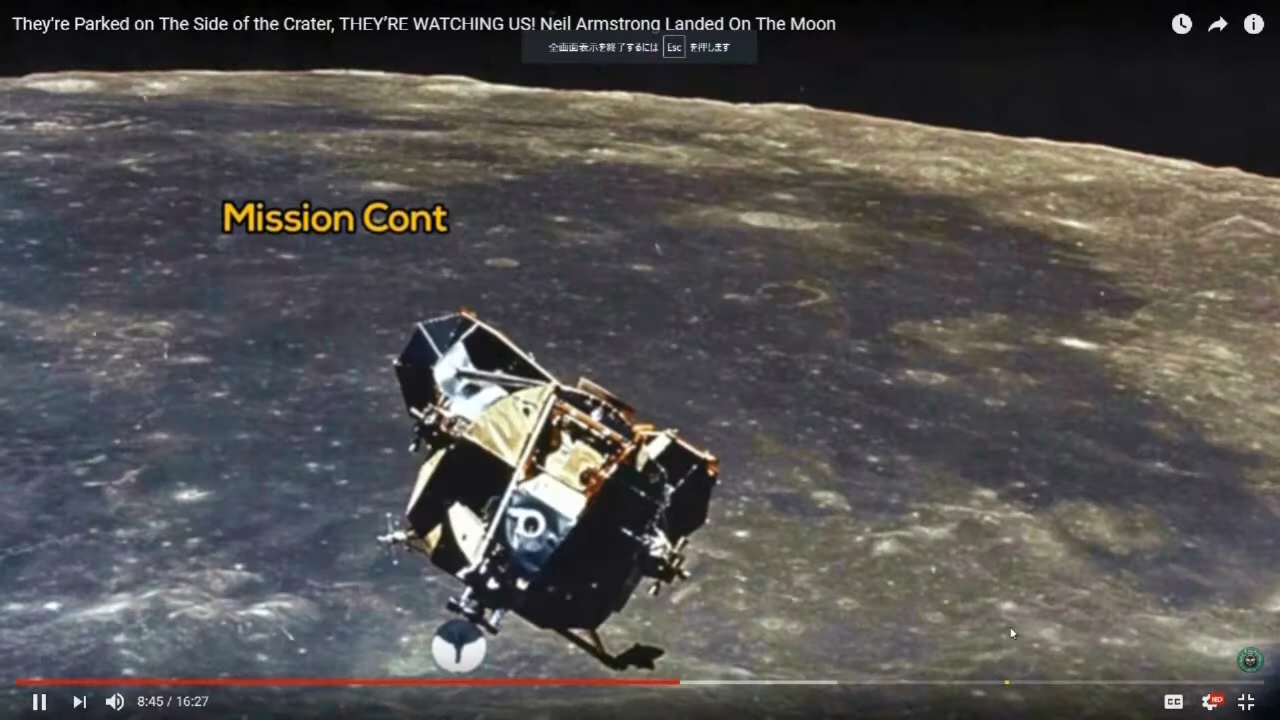 They're Parked on The Side of the Crater, THEY'RE WATCHING US! Neil Armstrong Landed On The Moon
全画面表示を終了するには Esc を押します
Mission Cont
8:45 / 16:27
CC
HD